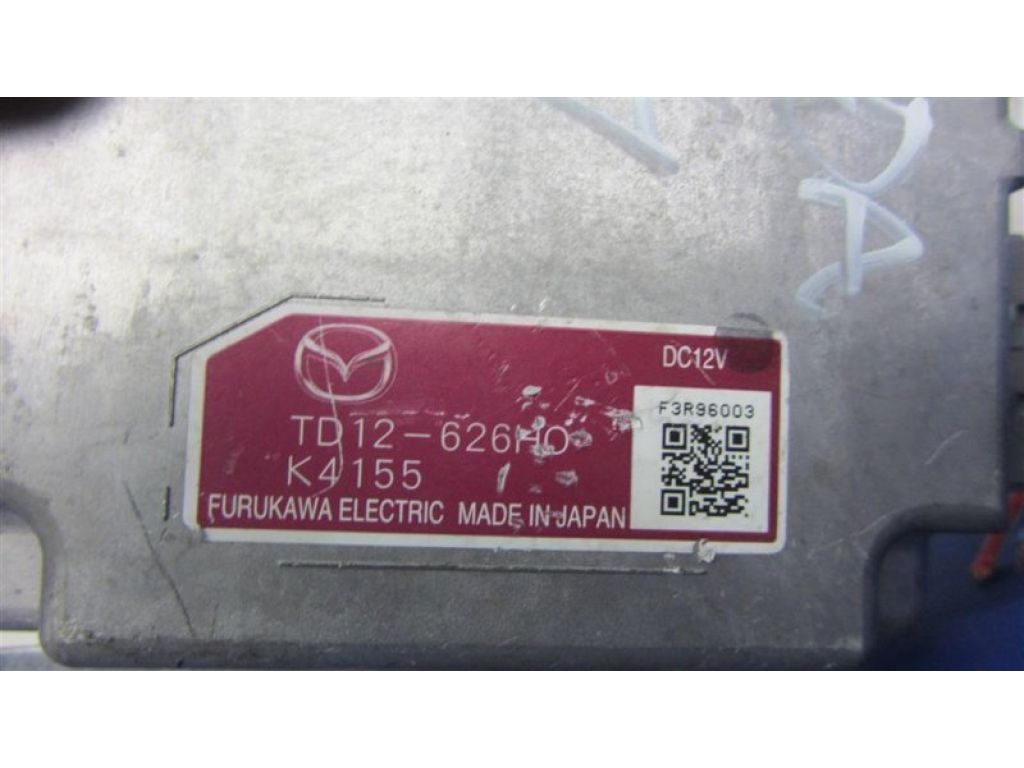 DC12V
F3R96003
TD12-626H0
K4155
FURUKAWA ELECTRIC MADE IN JAPAN